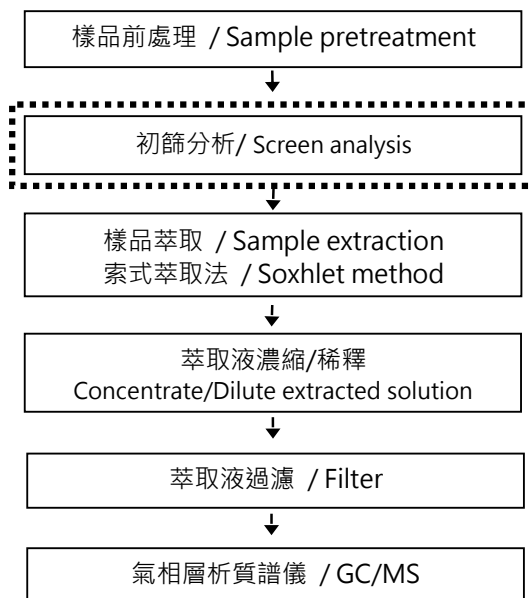 樣品前處理 / Sample pretreatment
初篩分析/ Screen analysis
樣品萃取 / Sample extraction
索式萃取法 / Soxhlet method
萃取液濃縮/稀釋
Concentrate/Dilute extracted solution
萃取液過濾 / Filter
氣相層析質譜儀 / GC/MS